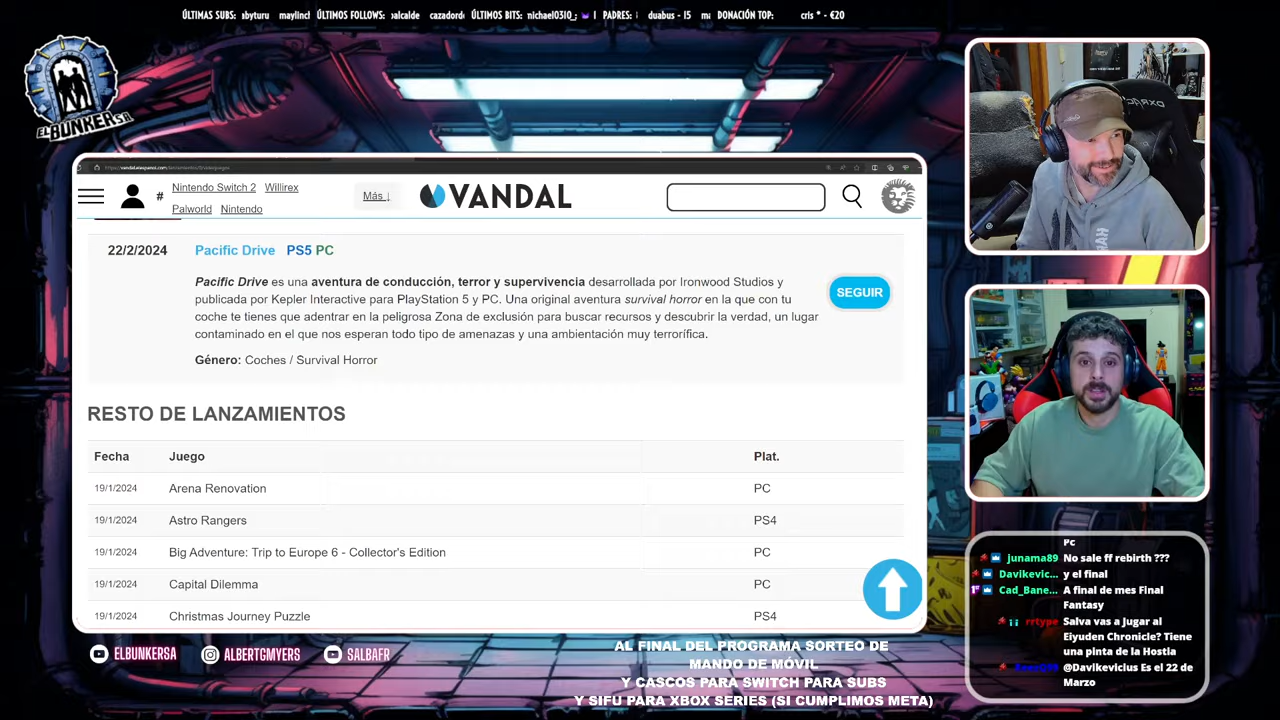 ÚLTIMAS SUBS: abyturu maylincl ÚLTIMOS FOLLOWS: palcalde cazadord ÚLTIMOS BITS: michael0310_: PADRES: duabus - 15 DONACIÓN TOP: cris * - €20
EL BUNKER S.A
Nintendo Switch 2 Willirex
#
Más ↓
VANDAL
Palworld Nintendo
22/2/2024 Pacific Drive PS5 PC
Pacific Drive es una aventura de conducción, terror y supervivencia desarrollada por Ironwood Studios y
publicada por Kepler Interactive para PlayStation 5 y PC. Una original aventura survival horror en la que con tu
coche te tienes que adentrar en la peligrosa Zona de exclusión para buscar recursos y descubrir la verdad, un lugar
contaminado en el que nos esperan todo tipo de amenazas y una ambientación muy terrorífica.
SEGUIR
Género: Coches / Survival Horror
RESTO DE LANZAMIENTOS
Fecha Juego Plat.
19/1/2024 Arena Renovation PC
19/1/2024 Astro Rangers PS4
19/1/2024 Big Adventure: Trip to Europe 6 - Collector's Edition PC
19/1/2024 Capital Dilemma PC
19/1/2024 Christmas Journey Puzzle PS4
Pc
junama89 No sale ff rebirth ???
Davikevic... y el final
Cad_Bane... A final de mes Final
Fantasy
rrtype Salva vas a jugar al
Eiyuden Chronicle? Tiene
una pinta de la Hostia
@Davikevicius Es el 22 de
Marzo
ELBUNKERSA ALBERTGMYERS SALBAFR
AL FINAL DEL PROGRAMA SORTEO DE
MANDO DE MÓVIL
Y CASCOS PARA SWITCH PARA SUBS
Y SIFU PARA XBOX SERIES (SI CUMPLIMOS META)